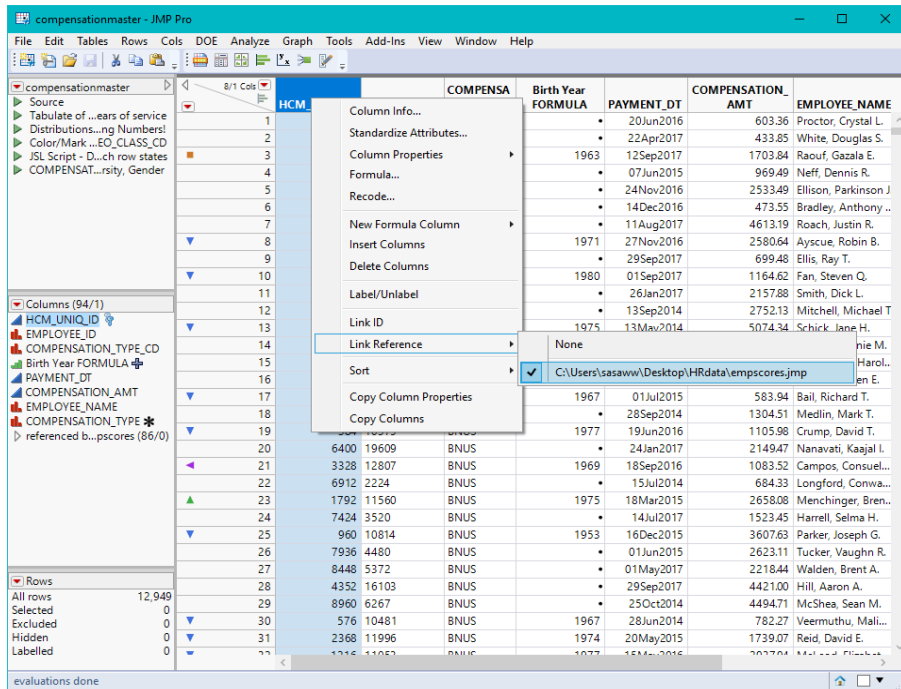 compensationmaster - JMP Pro
File Edit Tables Rows Cols DOE Analyze Graph Tools Add-Ins View Window Help
compensationmaster
Source
Tabulate of ...ears of service
Distributions...ng Numbers!
Color/Mark ...EO_CLASS_CD
JSL Script - D...ch row states
COMPENSAT...rsity, Gender
Columns (94/1)
HCM_UNIQ_ID
EMPLOYEE_ID
COMPENSATION_TYPE_CD
Birth Year FORMULA
PAYMENT_DT
COMPENSATION_AMT
EMPLOYEE_NAME
COMPENSATION_TYPE
referenced b...pscores (86/0)
Rows
All rows 12,949
Selected 0
Excluded 0
Hidden 0
Labelled 0
8/1 Cols
HCM_ COMPENSA Birth Year FORMULA PAYMENT_DT COMPENSATION_ AMT EMPLOYEE_NAME
1 • 20Jun2016 603.36 Proctor, Crystal L.
2 • 22Apr2017 433.85 White, Douglas S.
3 1963 12Sep2017 1703.84 Raouf, Gazala E.
4 • 07Jun2015 969.49 Neff, Dennis R.
5 • 24Nov2016 2533.49 Ellison, Parkinson J
6 • 14Dec2016 473.55 Bradley, Anthony ..
7 • 11Aug2017 4613.19 Roach, Justin R.
8 1971 27Nov2016 2580.64 Ayscue, Robin B.
9 • 29Sep2017 699.48 Ellis, Ray T.
10 1980 01Sep2017 1164.62 Fan, Steven Q.
11 • 26Jan2017 2157.88 Smith, Dick L.
12 • 13Sep2014 2752.13 Mitchell, Michael T
13 1975 13May2014 5074.34 Schick, Jane H.
14 nie M.
15 Harol..
16 en E.
17 1967 01Jul2015 583.94 Bail, Richard T.
18 • 28Sep2014 1304.51 Medlin, Mark T.
19 1977 19Jun2016 1105.98 Crump, David T.
20 6400 19609 BNUS • 24Jan2017 2149.47 Nanavati, Kaajal I.
21 3328 12807 BNUS 1969 18Sep2016 1083.52 Campos, Consuel...
22 6912 2224 BNUS • 15Jul2014 684.33 Longford, Conwa...
23 1792 11560 BNUS 1975 18Mar2015 2658.08 Menchinger, Bren..
24 7424 3520 BNUS • 14Jul2017 1523.45 Harrell, Selma H.
25 960 10814 BNUS 1953 16Dec2015 3607.63 Parker, Joseph G.
26 7936 4480 BNUS • 01Jun2015 2623.11 Tucker, Vaughn R.
27 8448 5372 BNUS • 01May2017 2218.44 Walden, Brent A.
28 4352 16103 BNUS • 29Sep2017 4421.00 Hill, Aaron A.
29 8960 6267 BNUS • 25Oct2014 4494.71 McShea, Sean M.
30 576 10481 BNUS 1967 28Jun2014 782.27 Veermuthu, Mali...
31 2368 11996 BNUS 1974 20May2015 1739.07 Reid, David E.
Column Info...
Standardize Attributes...
Column Properties
Formula...
Recode...
New Formula Column
Insert Columns
Delete Columns
Label/Unlabel
Link ID
Link Reference
Sort
Copy Column Properties
Copy Columns
None
C:\Users\sasaww\Desktop\HRdata\empscores.jmp
evaluations done